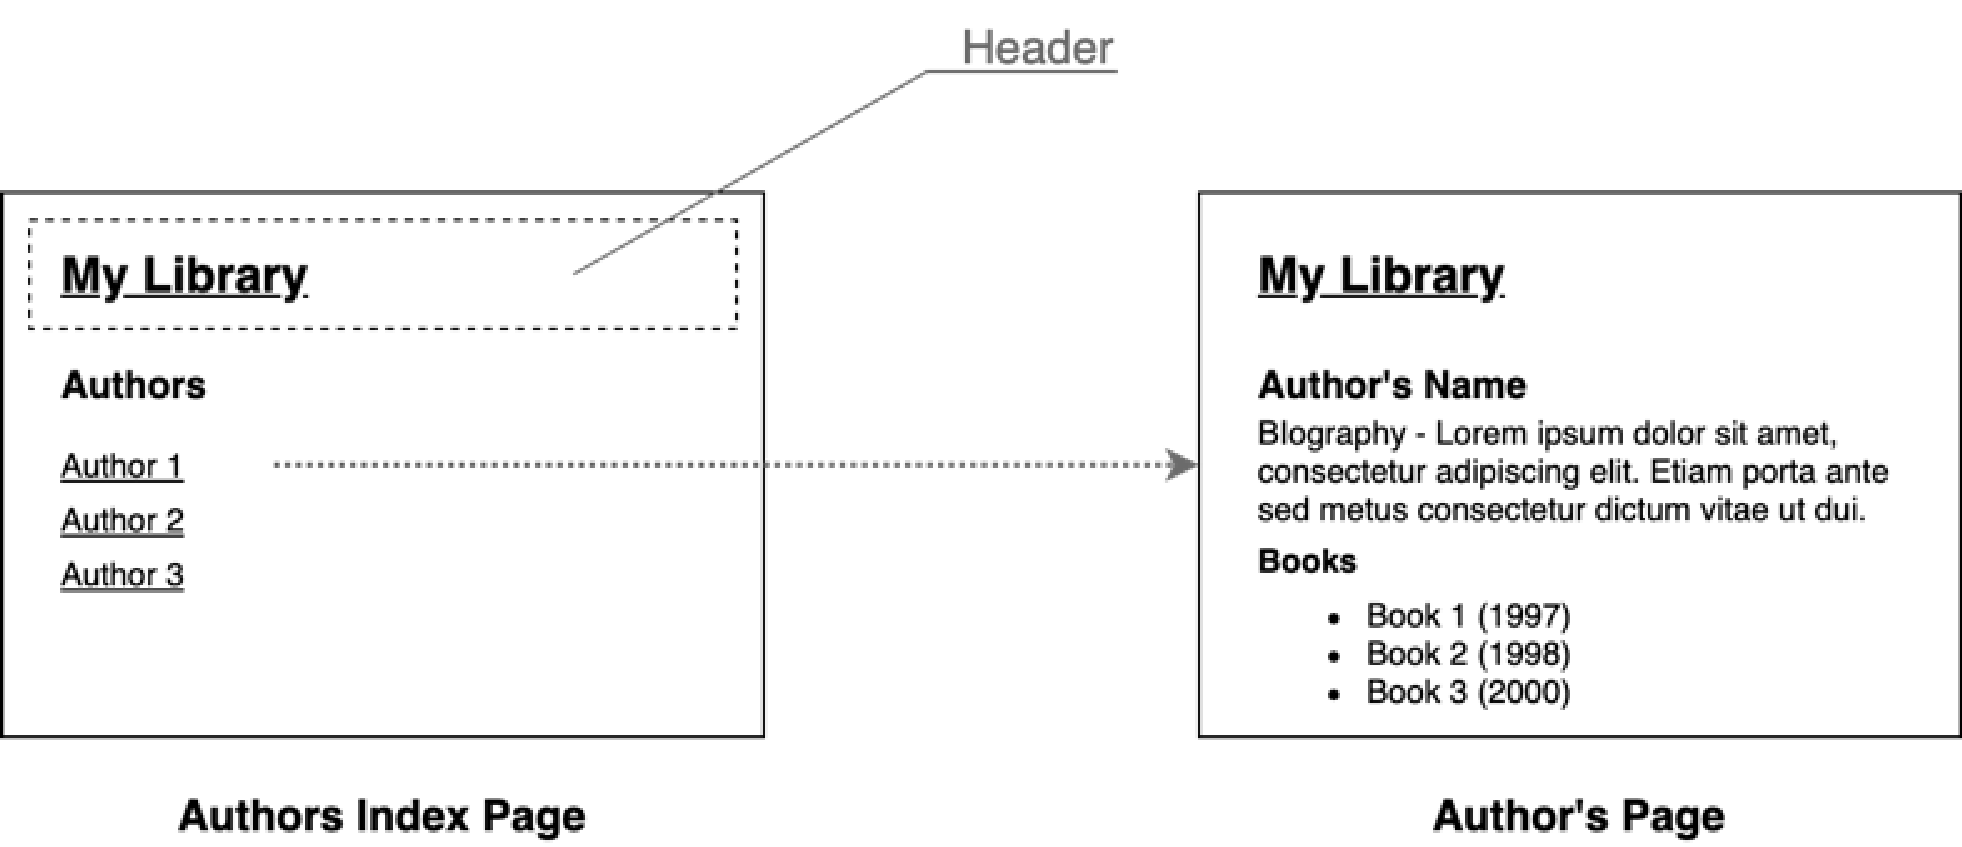 Header
My Library
Authors
Author 1
Author 2
Author 3
Authors Index Page
My Library
Author's Name
BIography - Lorem ipsum dolor sit amet,
consectetur adipiscing elit. Etiam porta ante
sed metus consectetur dictum vitae ut dui.
Books
• Book 1 (1997)
• Book 2 (1998)
• Book 3 (2000)
Author's Page